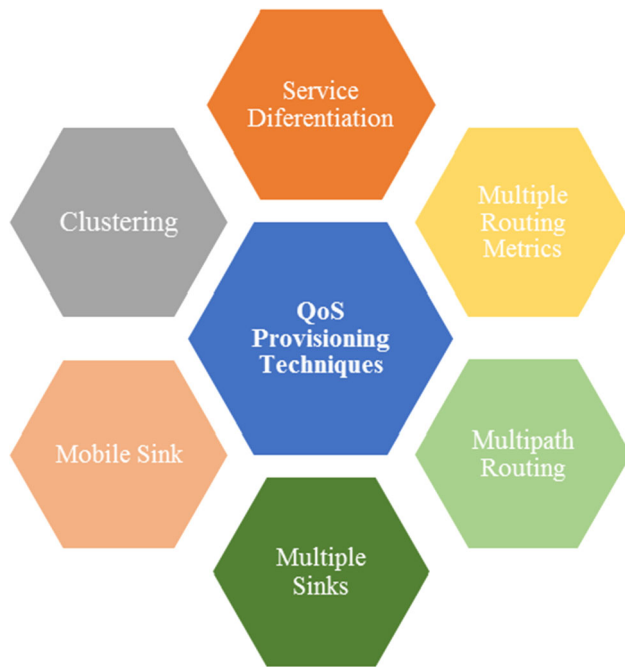 Service
Diferentiation
Clustering
Multiple
Routing
Metrics
QoS
Provisioning
Techniques
Mobile Sink
Multipath
Routing
Multiple
Sinks